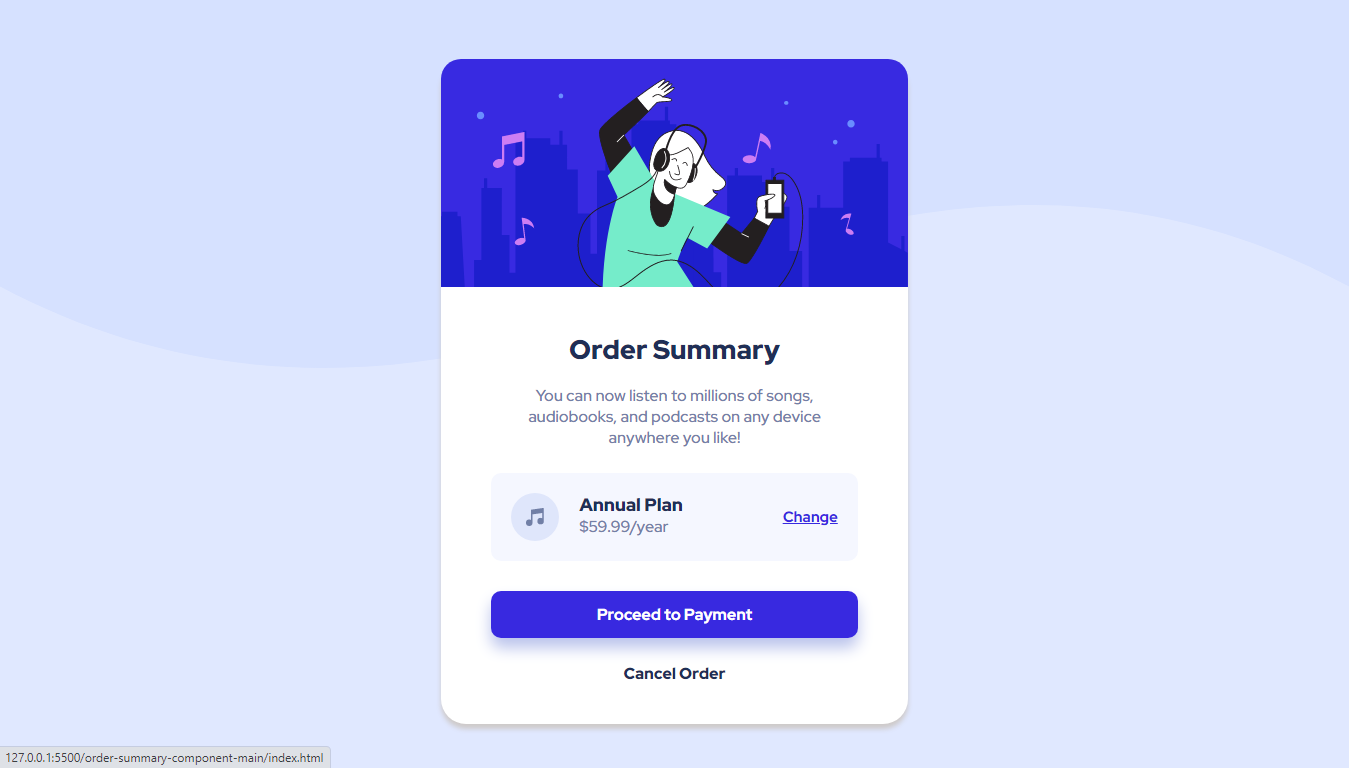 Order Summary
You can now listen to millions of songs,
audiobooks, and podcasts on any device
anywhere you like!
Annual Plan
$59.99/year
Change
Proceed to Payment
Cancel Order
127.0.0.1:5500/order-summary-component-main/index.html